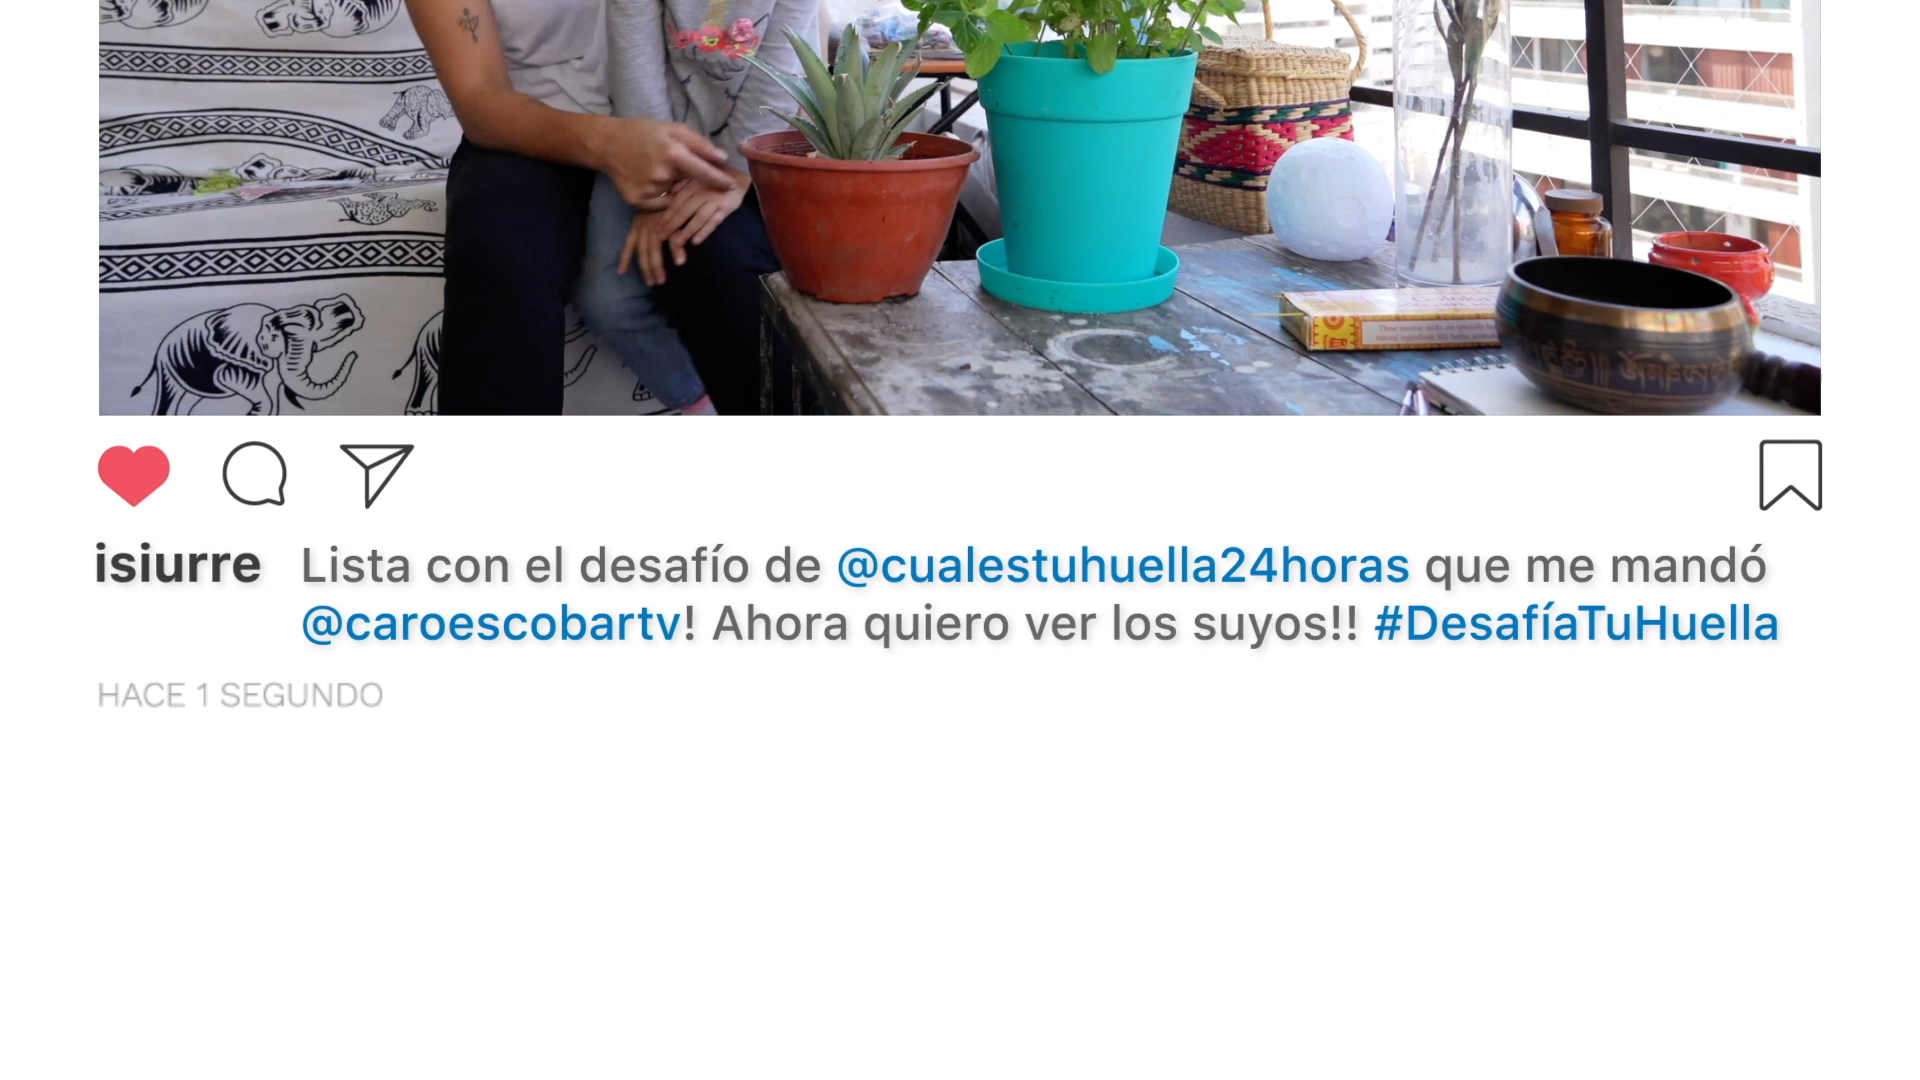 isiurre Lista con el desafío de @cualestuhuella24horas que me mandó
@caroescobartv! Ahora quiero ver los suyos!! #DesafíaTuHuella
HACE 1 SEGUNDO